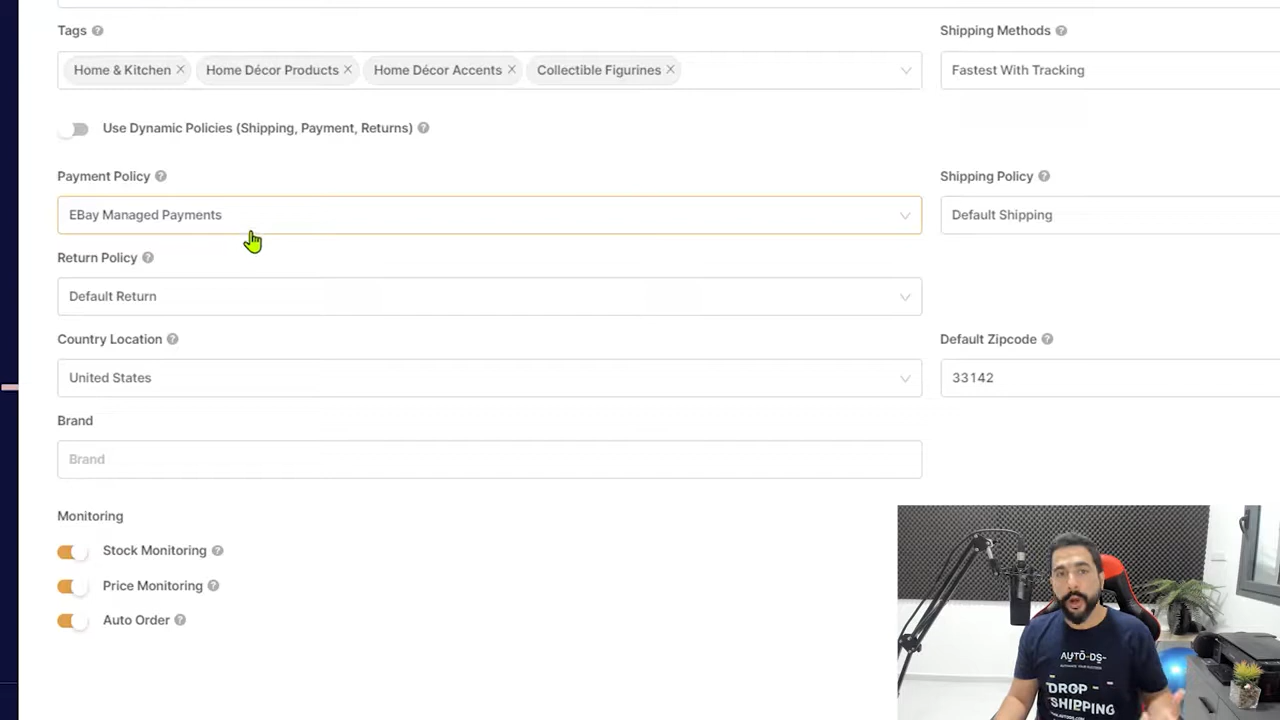 Tags
Shipping Methods
Home & Kitchen
Home Décor Products
Home Décor Accents
Collectible Figurines
Fastest With Tracking
Use Dynamic Policies (Shipping, Payment, Returns)
Payment Policy
Shipping Policy
EBay Managed Payments
Default Shipping
Return Policy
Default Return
Country Location
Default Zipcode
United States
33142
Brand
Brand
Monitoring
Stock Monitoring
Price Monitoring
Auto Order
AUTO-DS
DROP
SHIPPING